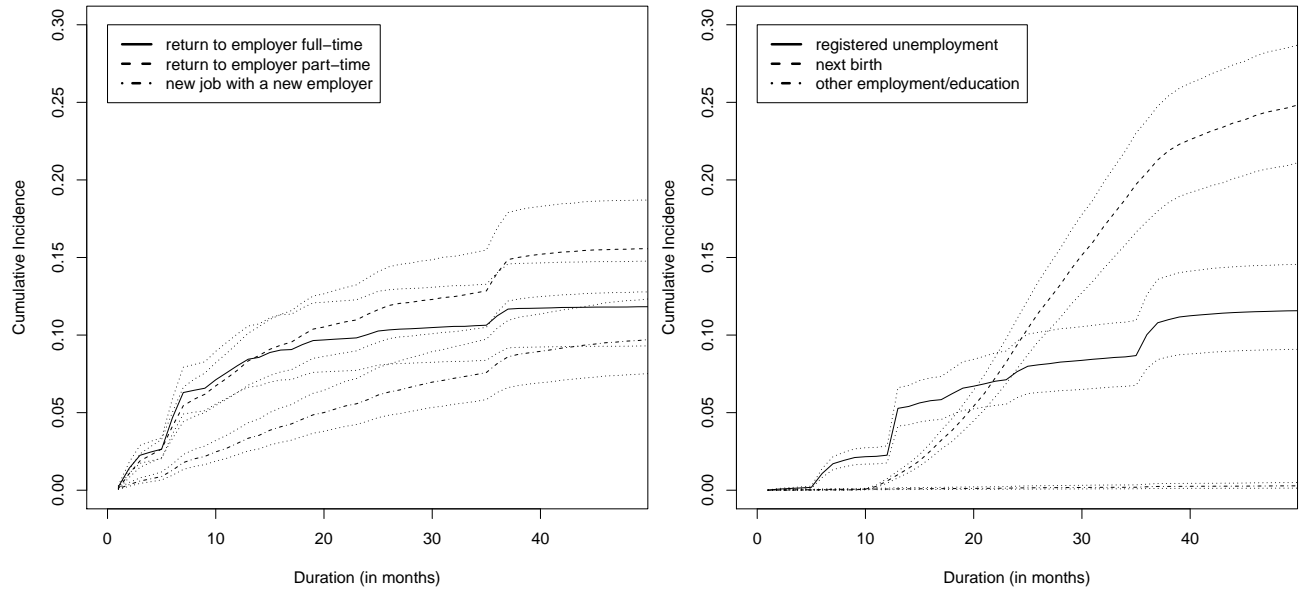 0.30
0.25
0.20
0.15
0.10
0.05
0.00
Cumulative Incidence
return to employer full−time
return to employer part−time
new job with a new employer
0 10 20 30 40
Duration (in months)
0.30
0.25
0.20
0.15
0.10
0.05
0.00
Cumulative Incidence
registered unemployment
next birth
other employment/education
0 10 20 30 40
Duration (in months)